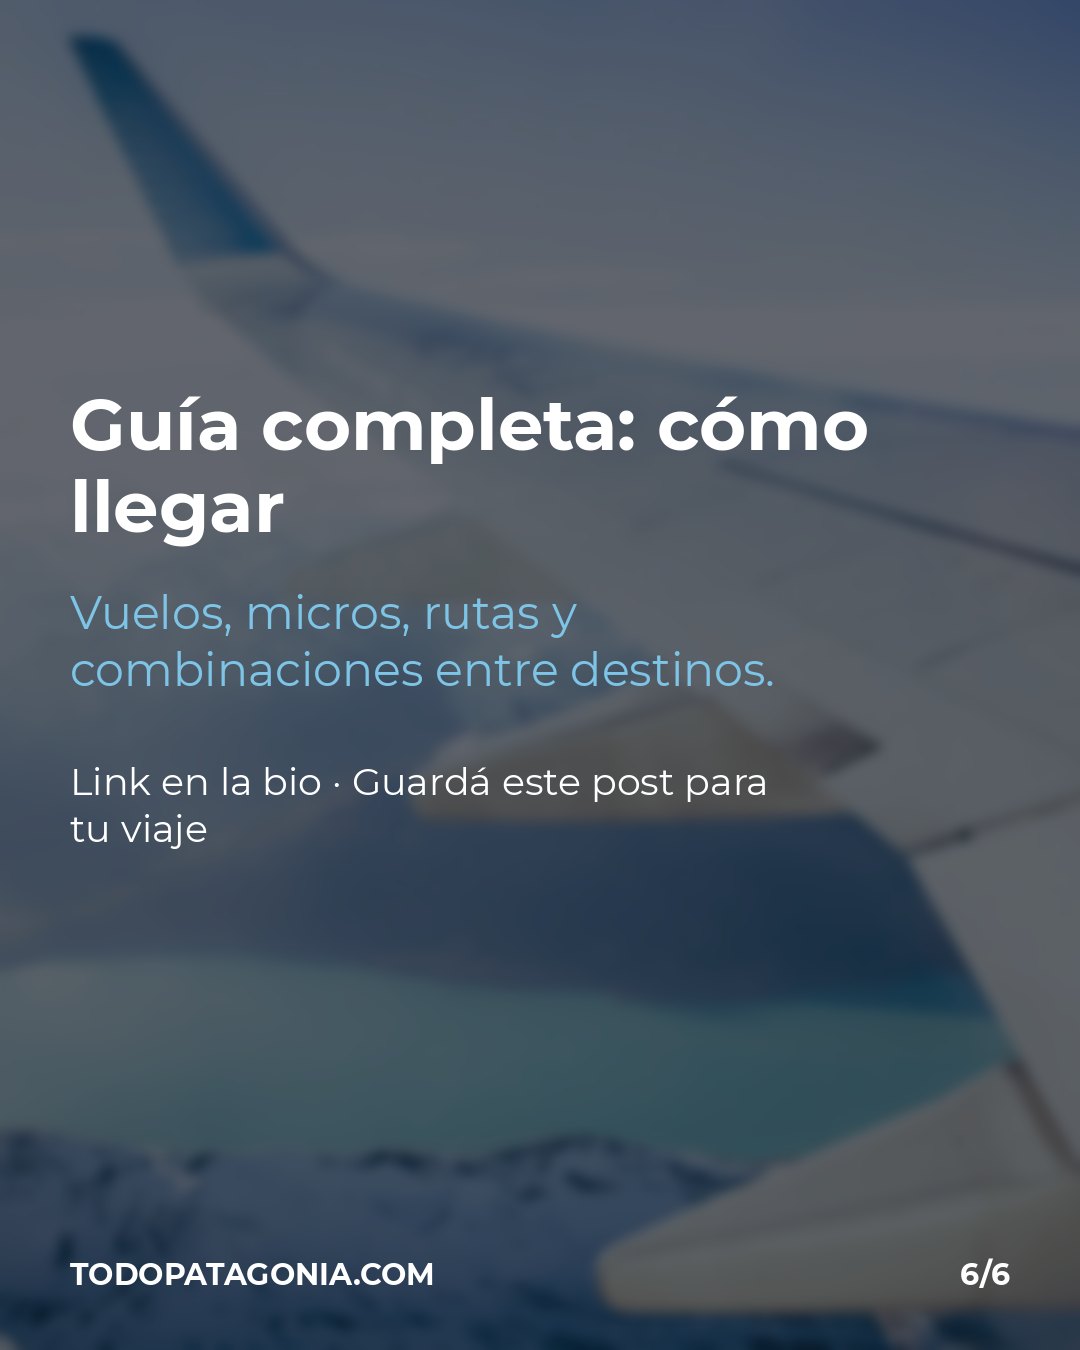 Guía completa: cómo
llegar
Vuelos, micros, rutas y
combinaciones entre destinos.
Link en la bio · Guardá este post para
tu viaje
TODOPATAGONIA.COM
6/6